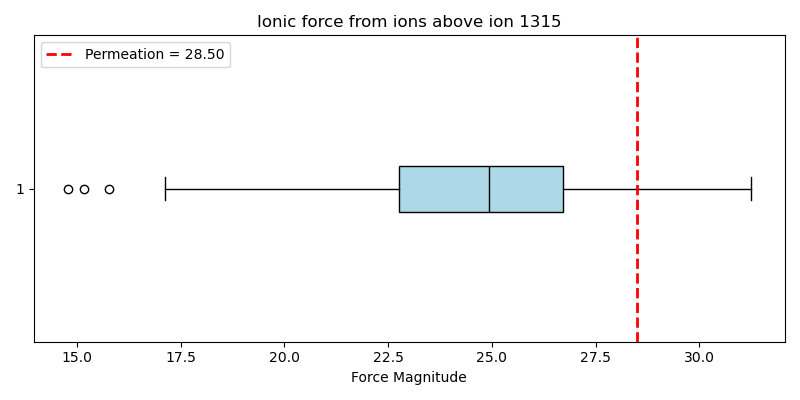 Ionic force from ions above ion 1315
Permeation = 28.50
1
15.0 17.5 20.0 22.5 25.0 27.5 30.0
Force Magnitude